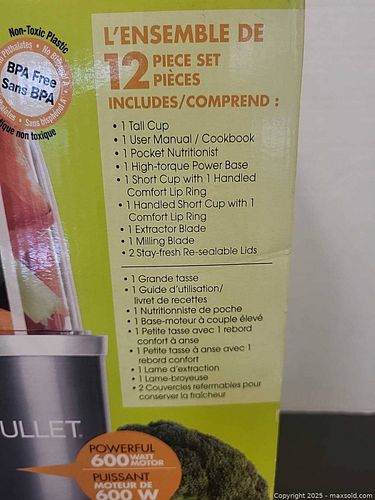 Non-Toxic Plastic
BPA Free
Sans BPA
Sans bisphénol A
non toxique
L'ENSEMBLE DE
12 PIECE SET
PIÈCES
INCLUDES/COMPREND :
• 1 Tall Cup
• 1 User Manual / Cookbook
• 1 Pocket Nutritionist
• 1 High-torque Power Base
• 1 Short Cup with 1 Handled
Comfort Lip Ring
• 1 Handled Short Cup with 1
Comfort Lip Ring
• 1 Extractor Blade
• 1 Milling Blade
• 2 Stay-fresh Re-sealable Lids
• 1 Grande tasse
• 1 Guide d'utilisation/
livret de recettes
• 1 Nutritionniste de poche
• 1 Base-moteur à couple élevé
• 1 Petite tasse avec 1 rebord
confort à anse
• 1 Petite tasse à anse avec 1
rebord confort
• 1 Lame d'extraction
• 1 Lame-broyeuse
• 2 Couvercles refermables pour
conserver la fraîcheur
ULLET.
POWERFUL
600 WATT
MOTOR
PUISSANT
MOTEUR DE
600 W
Copyright 2025 - maxsold.com